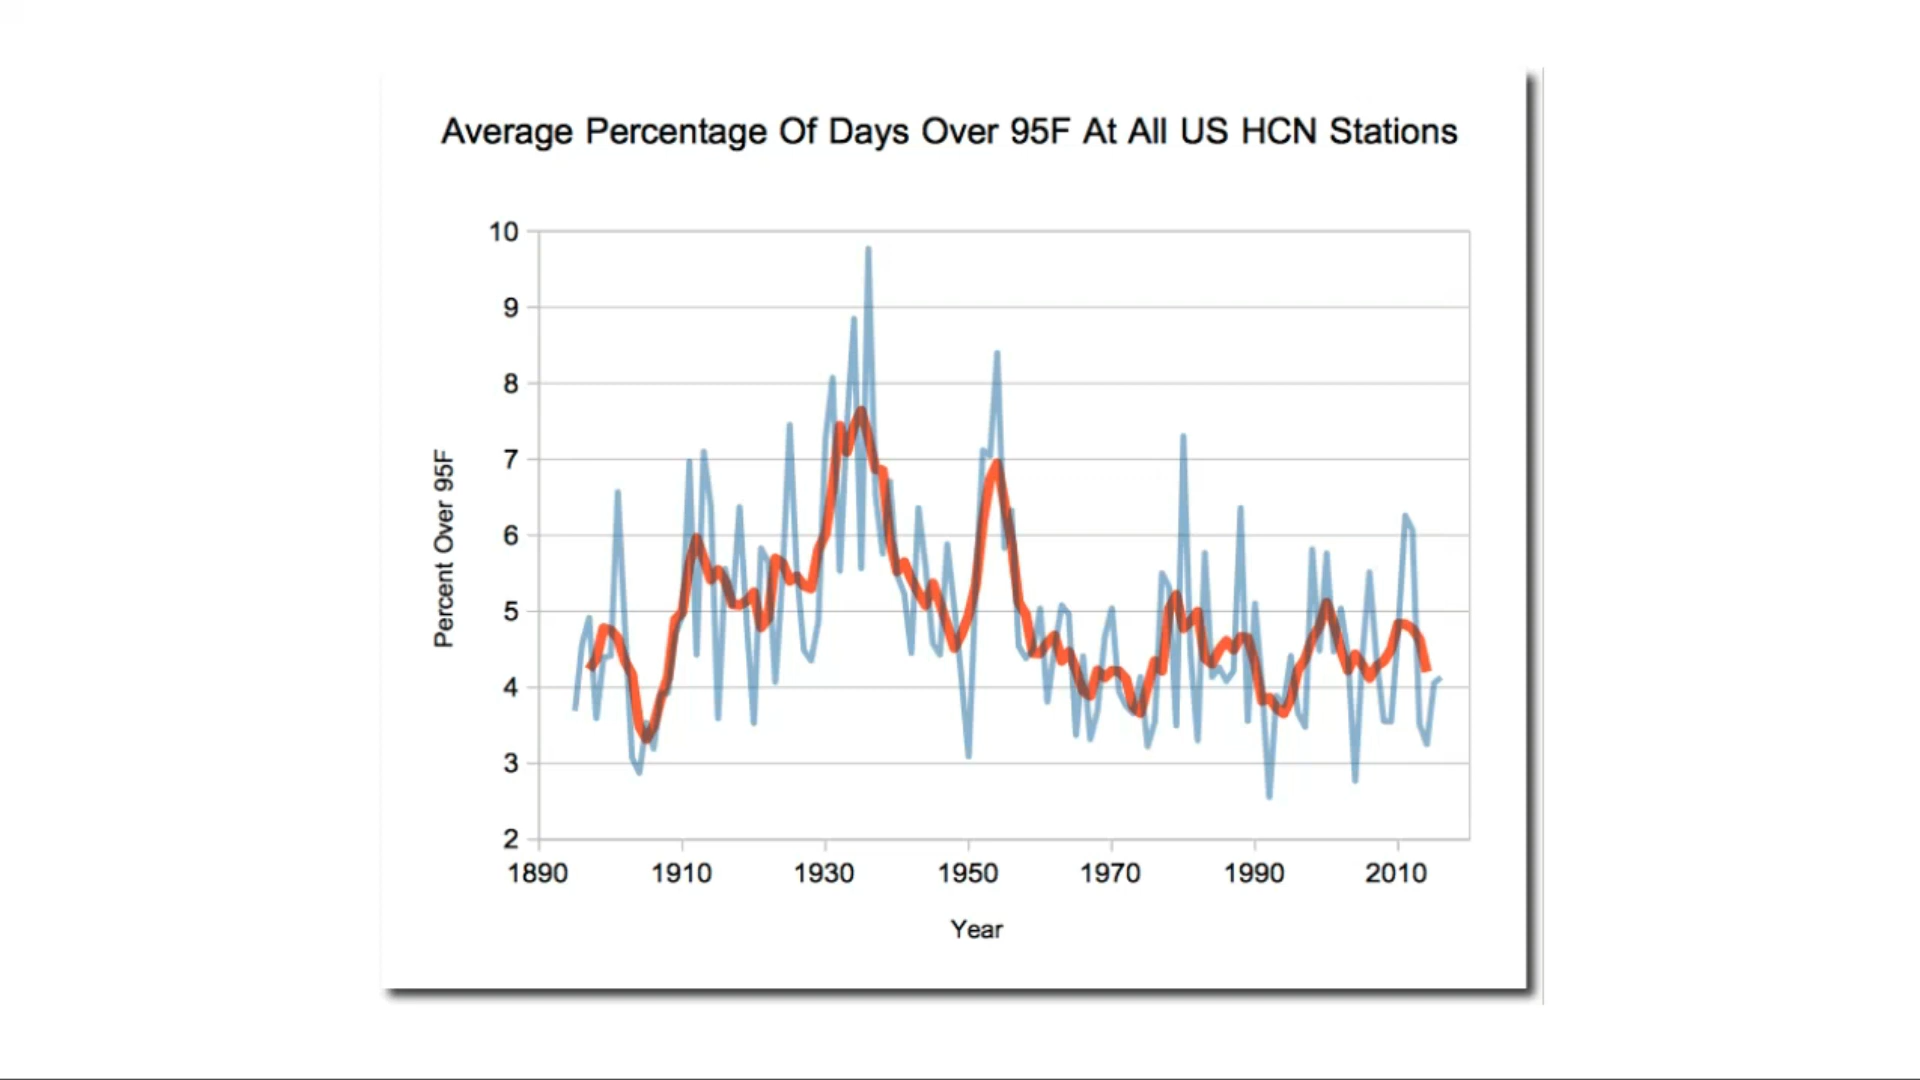 Average Percentage Of Days Over 95F At All US HCN Stations
10
9
8
7
6
5
4
3
2
Percent Over 95F
1890 1910 1930 1950 1970 1990 2010
Year